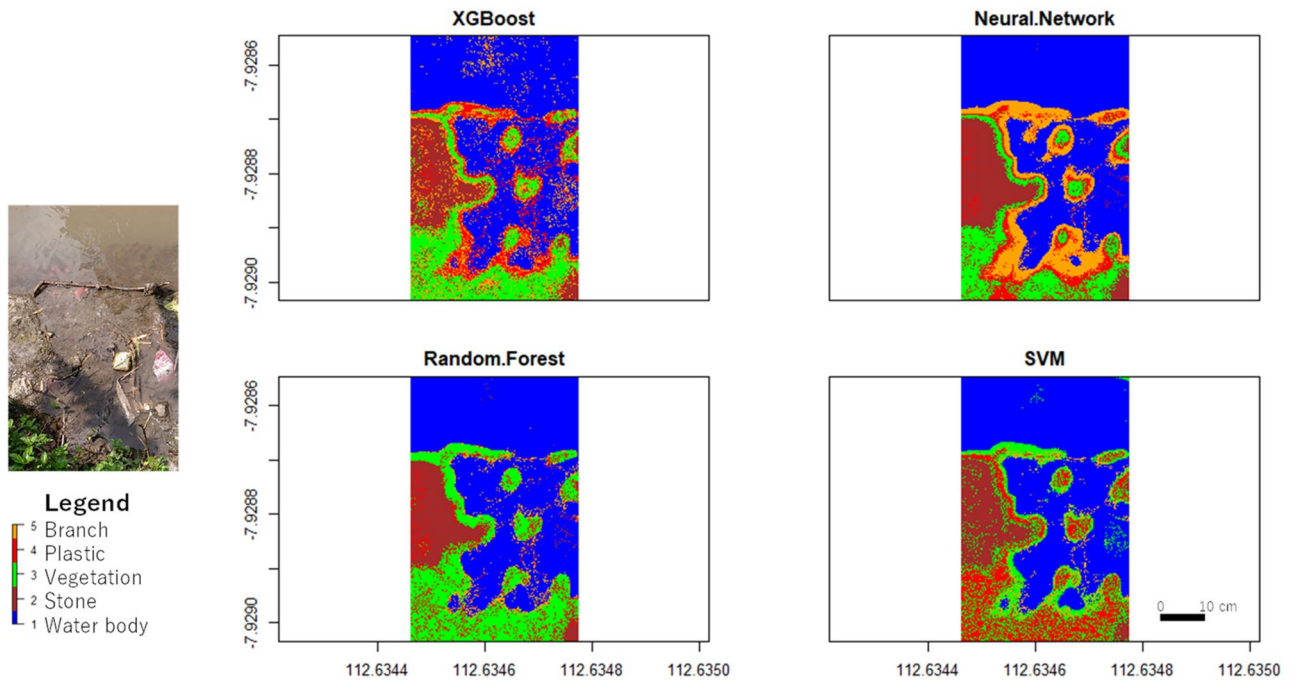 XGBoost
Neural.Network
-7.9286
-7.9288
-7.9290
Random.Forest
SVM
-7.9286
-7.9288
-7.9290
0 10 cm
112.6344 112.6346 112.6348 112.6350
112.6344 112.6346 112.6348 112.6350
Legend
5 Branch
4 Plastic
3 Vegetation
2 Stone
1 Water body